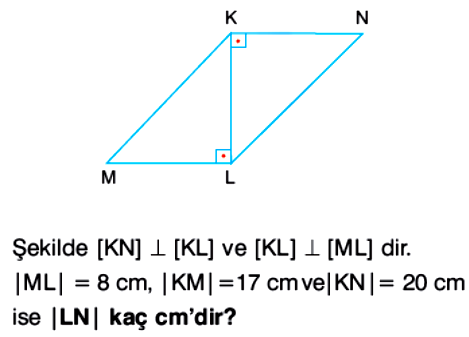 K N
M L
Şekilde [KN] ⊥ [KL] ve [KL] ⊥ [ML] dir.
|ML| = 8 cm, |KM| =17 cm ve|KN|= 20 cm
ise |LN| kaç cm'dir?